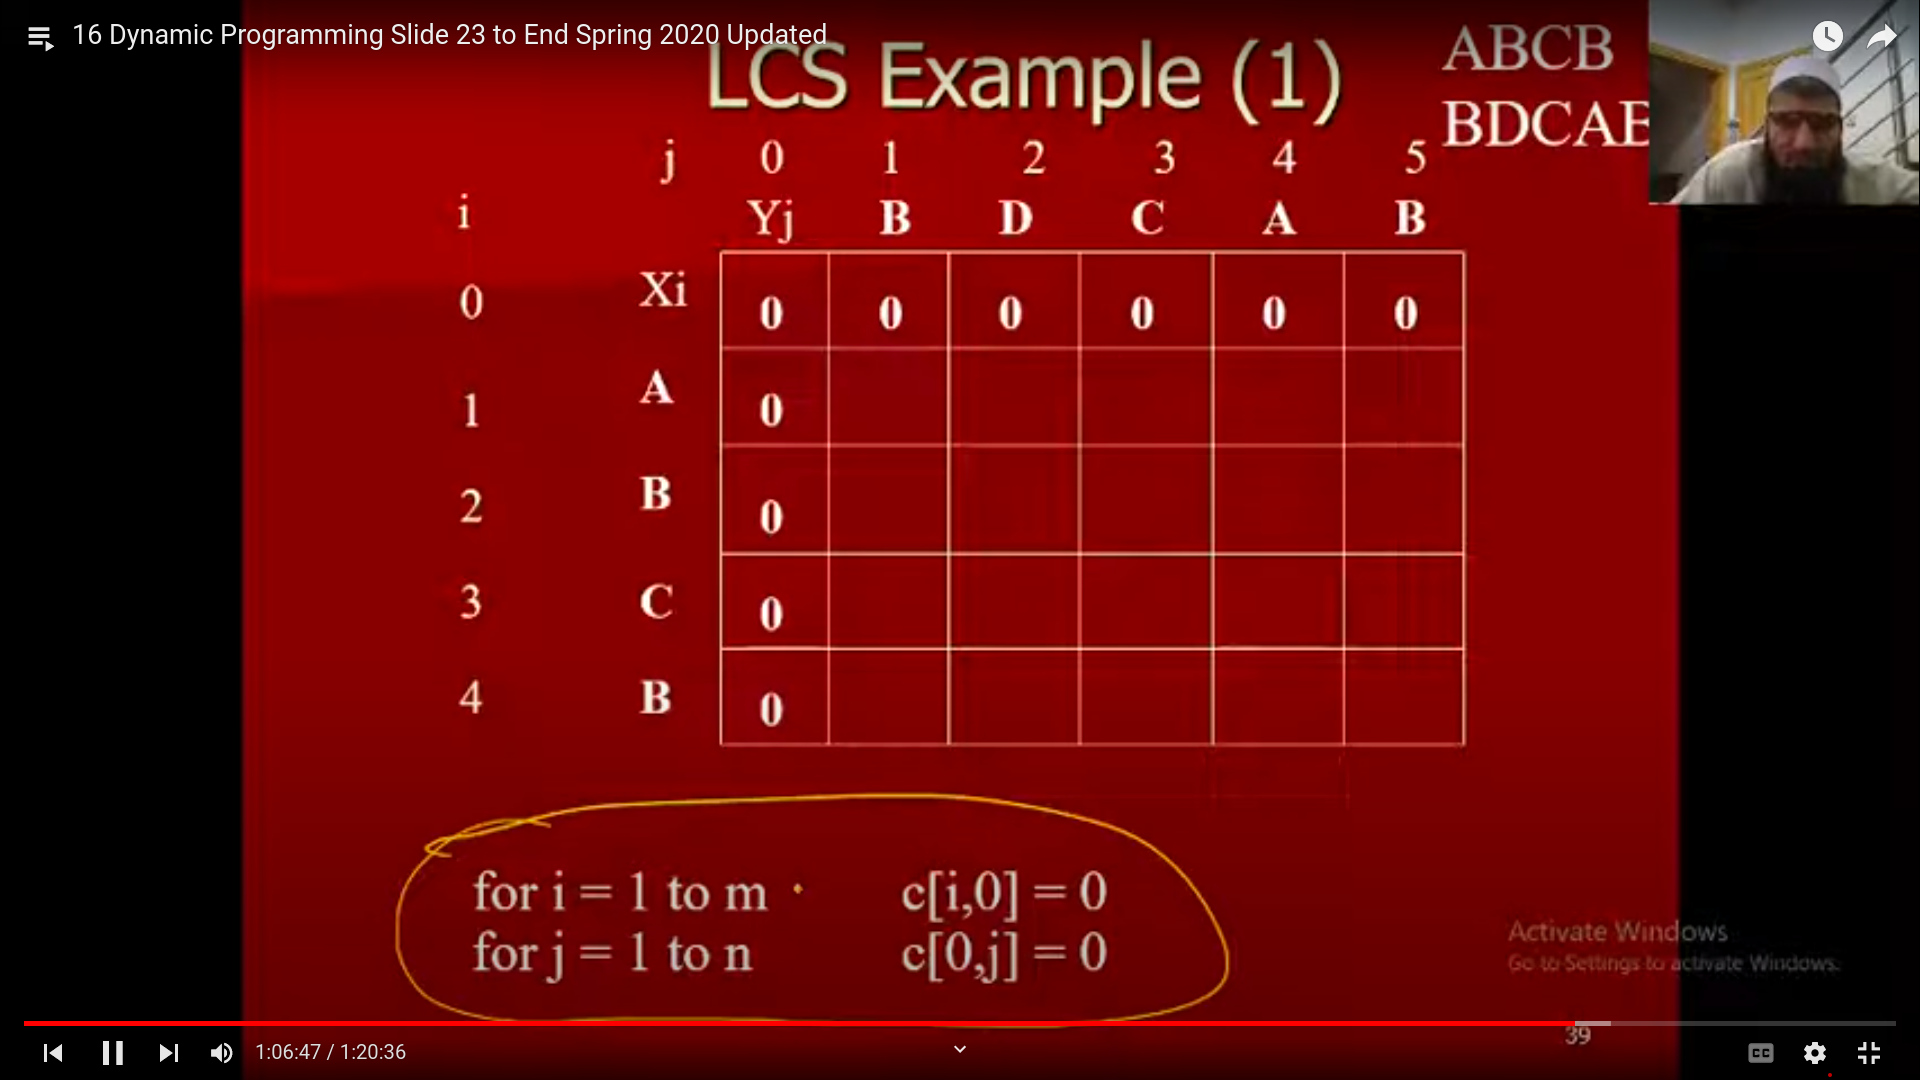 16 Dynamic Programming Slide 23 to End Spring 2020 Updated
LCS Example (1)
ABCB
BDCAB
j 0 1 2 3 4 5
i Yj B D C A B
0 Xi 0 0 0 0 0 0
1 A 0
2 B 0
3 C 0
4 B 0
for i = 1 to m c[i,0] = 0
for j = 1 to n c[0,j] = 0
Activate Windows
Go to Settings to activate Windows.
39
1:06:47 / 1:20:36
CC